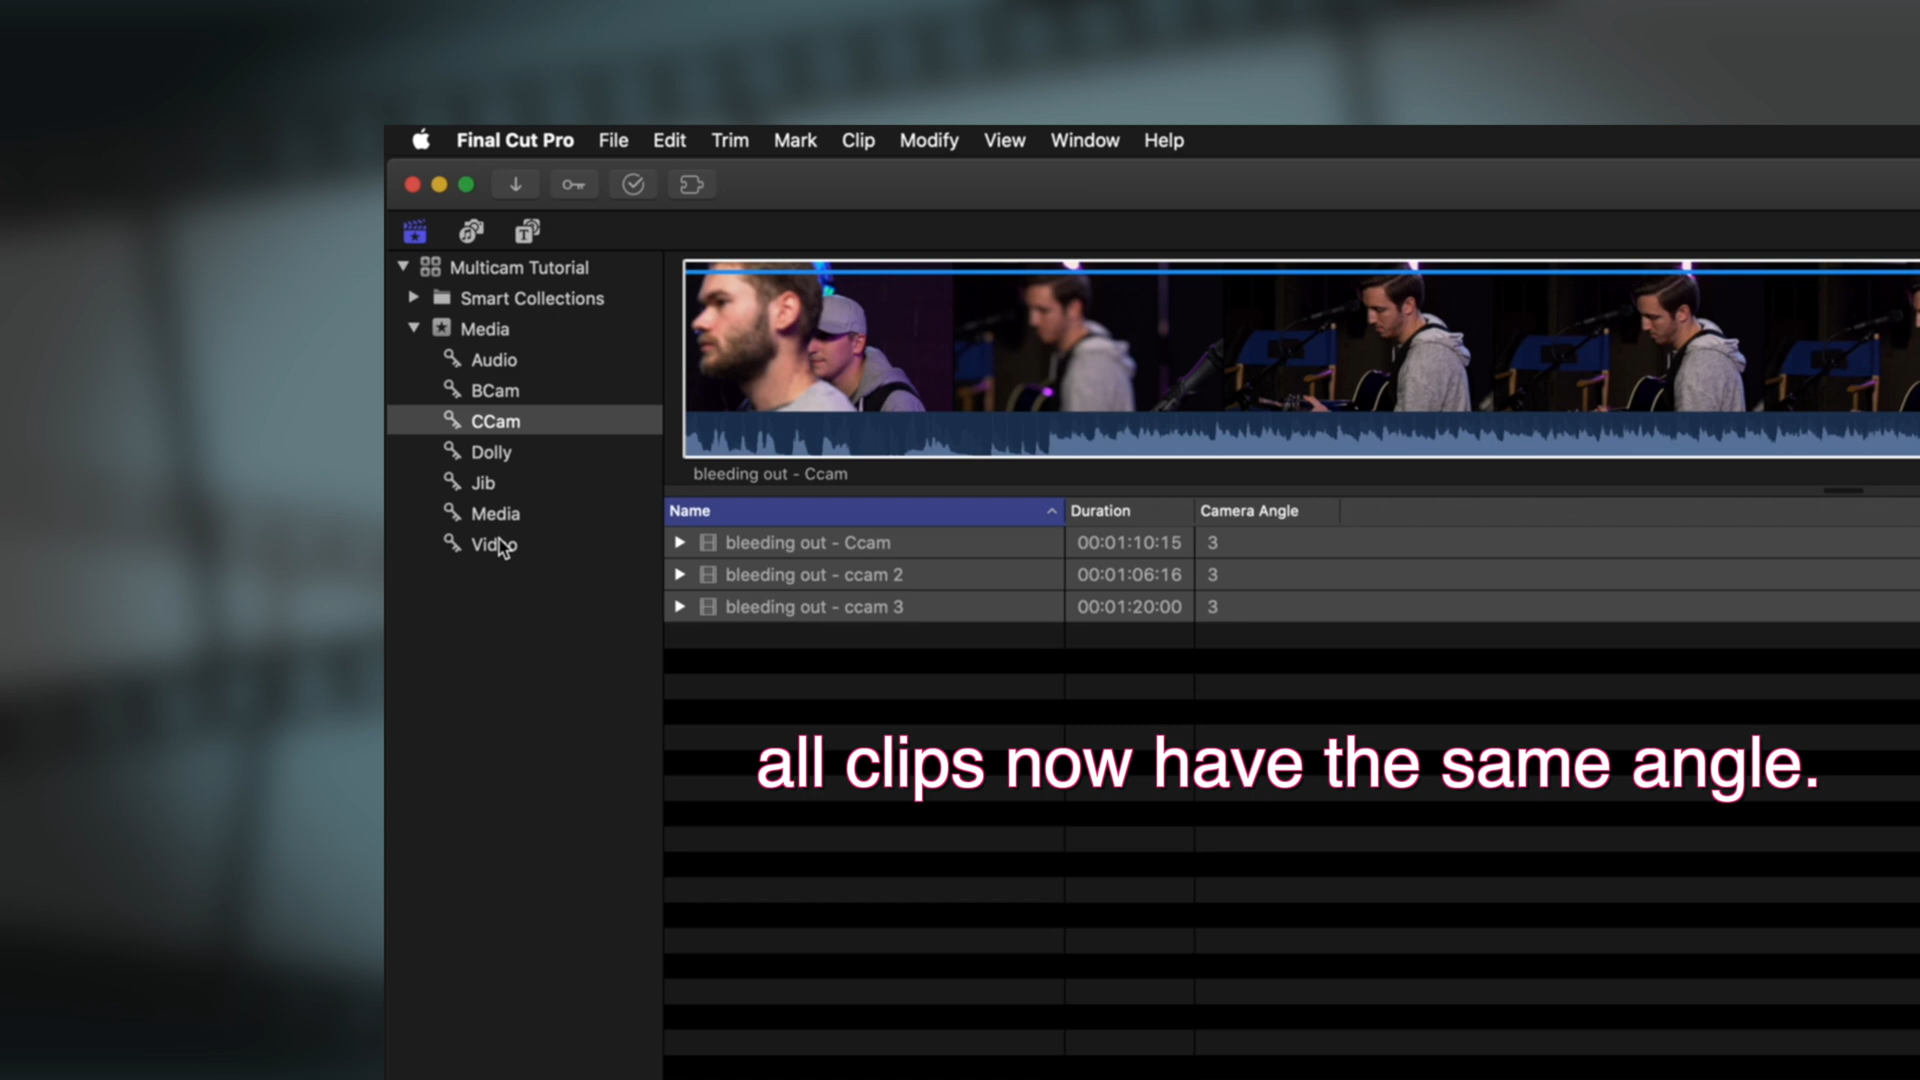 Final Cut Pro File Edit Trim Mark Clip Modify View Window Help
Multicam Tutorial
Smart Collections
Media
Audio
BCam
CCam
Dolly
Jib
Media
Video
bleeding out - Ccam
Name Duration Camera Angle
bleeding out - Ccam 00:01:10:15 3
bleeding out - ccam 2 00:01:06:16 3
bleeding out - ccam 3 00:01:20:00 3
all clips now have the same angle.